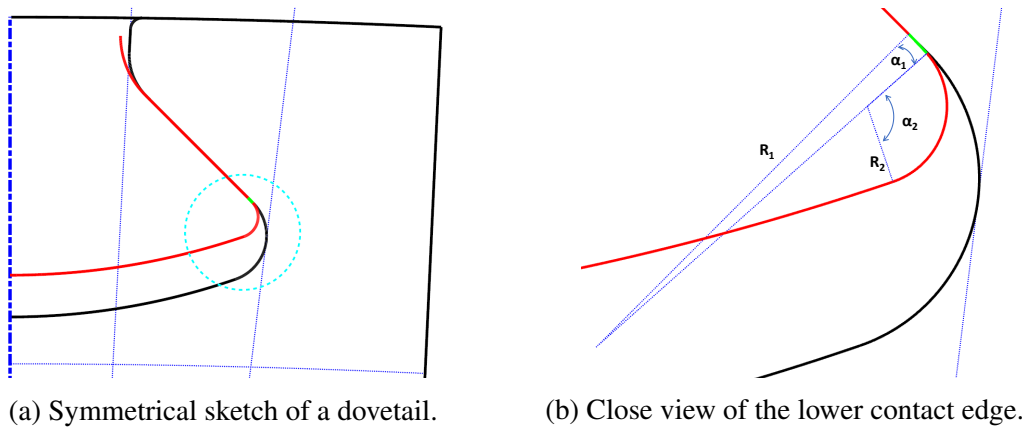 α₁
α₂
R₁
R₂
(a) Symmetrical sketch of a dovetail.
(b) Close view of the lower contact edge.